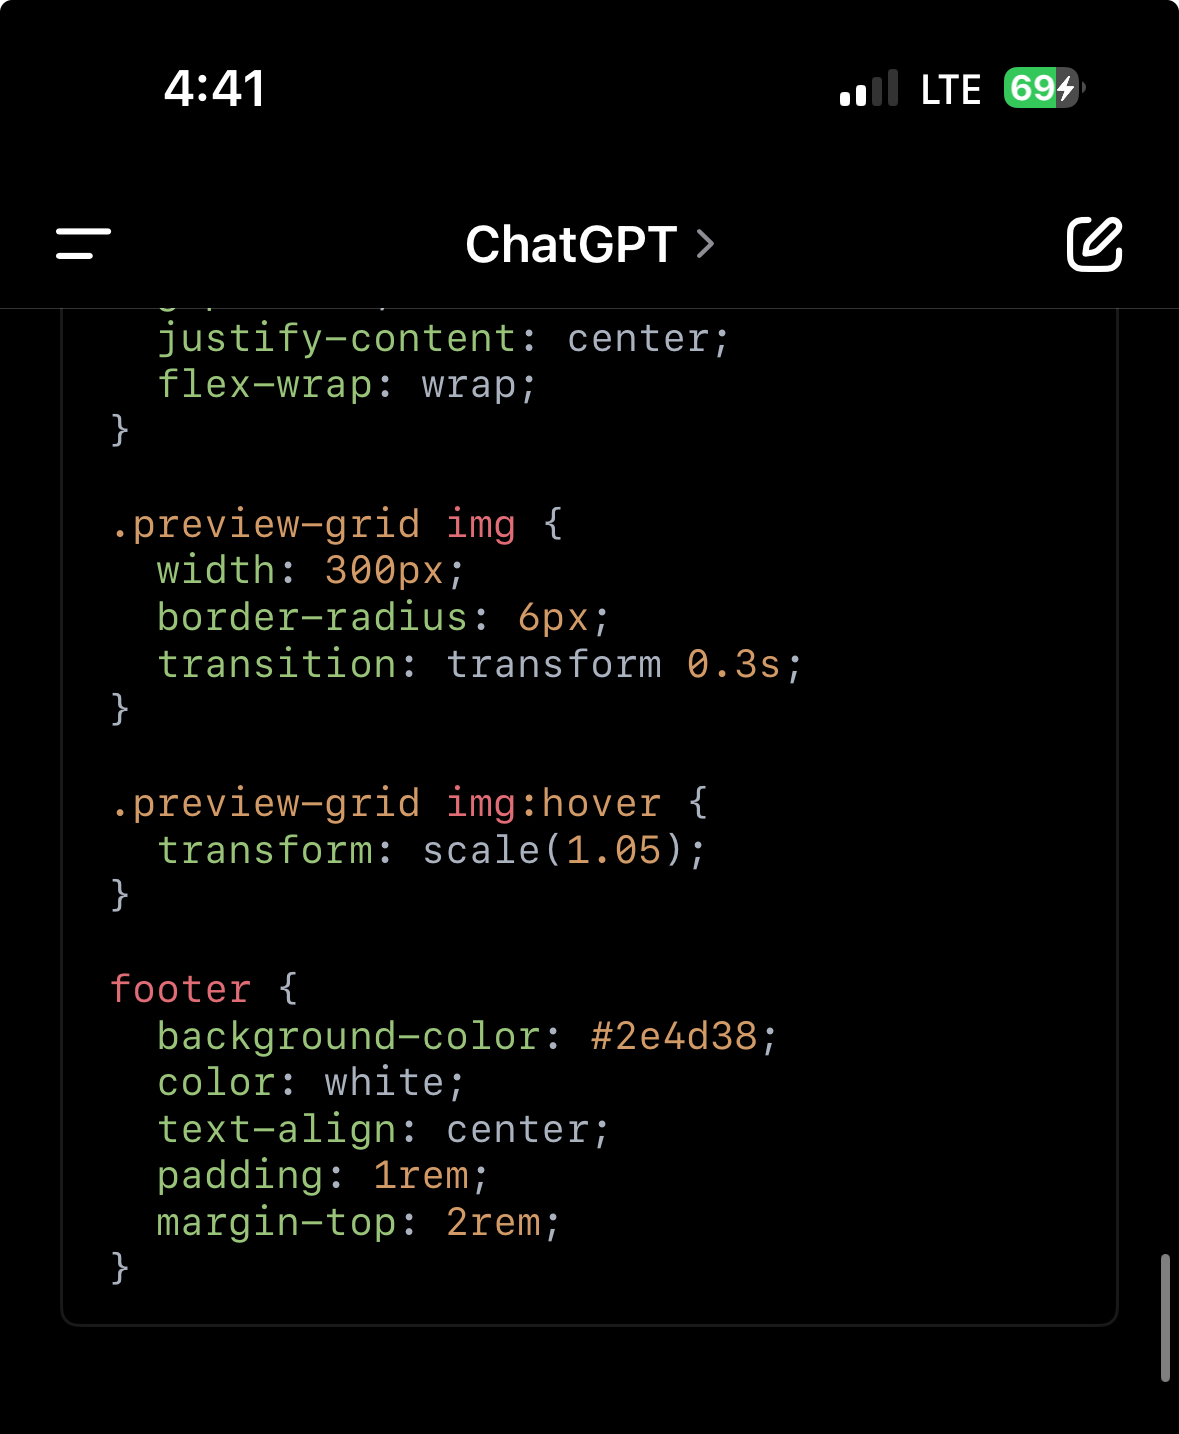 4:41 LTE 69
ChatGPT
justify-content: center;
flex-wrap: wrap;
}
.preview-grid img {
width: 300px;
border-radius: 6px;
transition: transform 0.3s;
}
.preview-grid img:hover {
transform: scale(1.05);
}
footer {
background-color: #2e4d38;
color: white;
text-align: center;
padding: 1rem;
margin-top: 2rem;
}